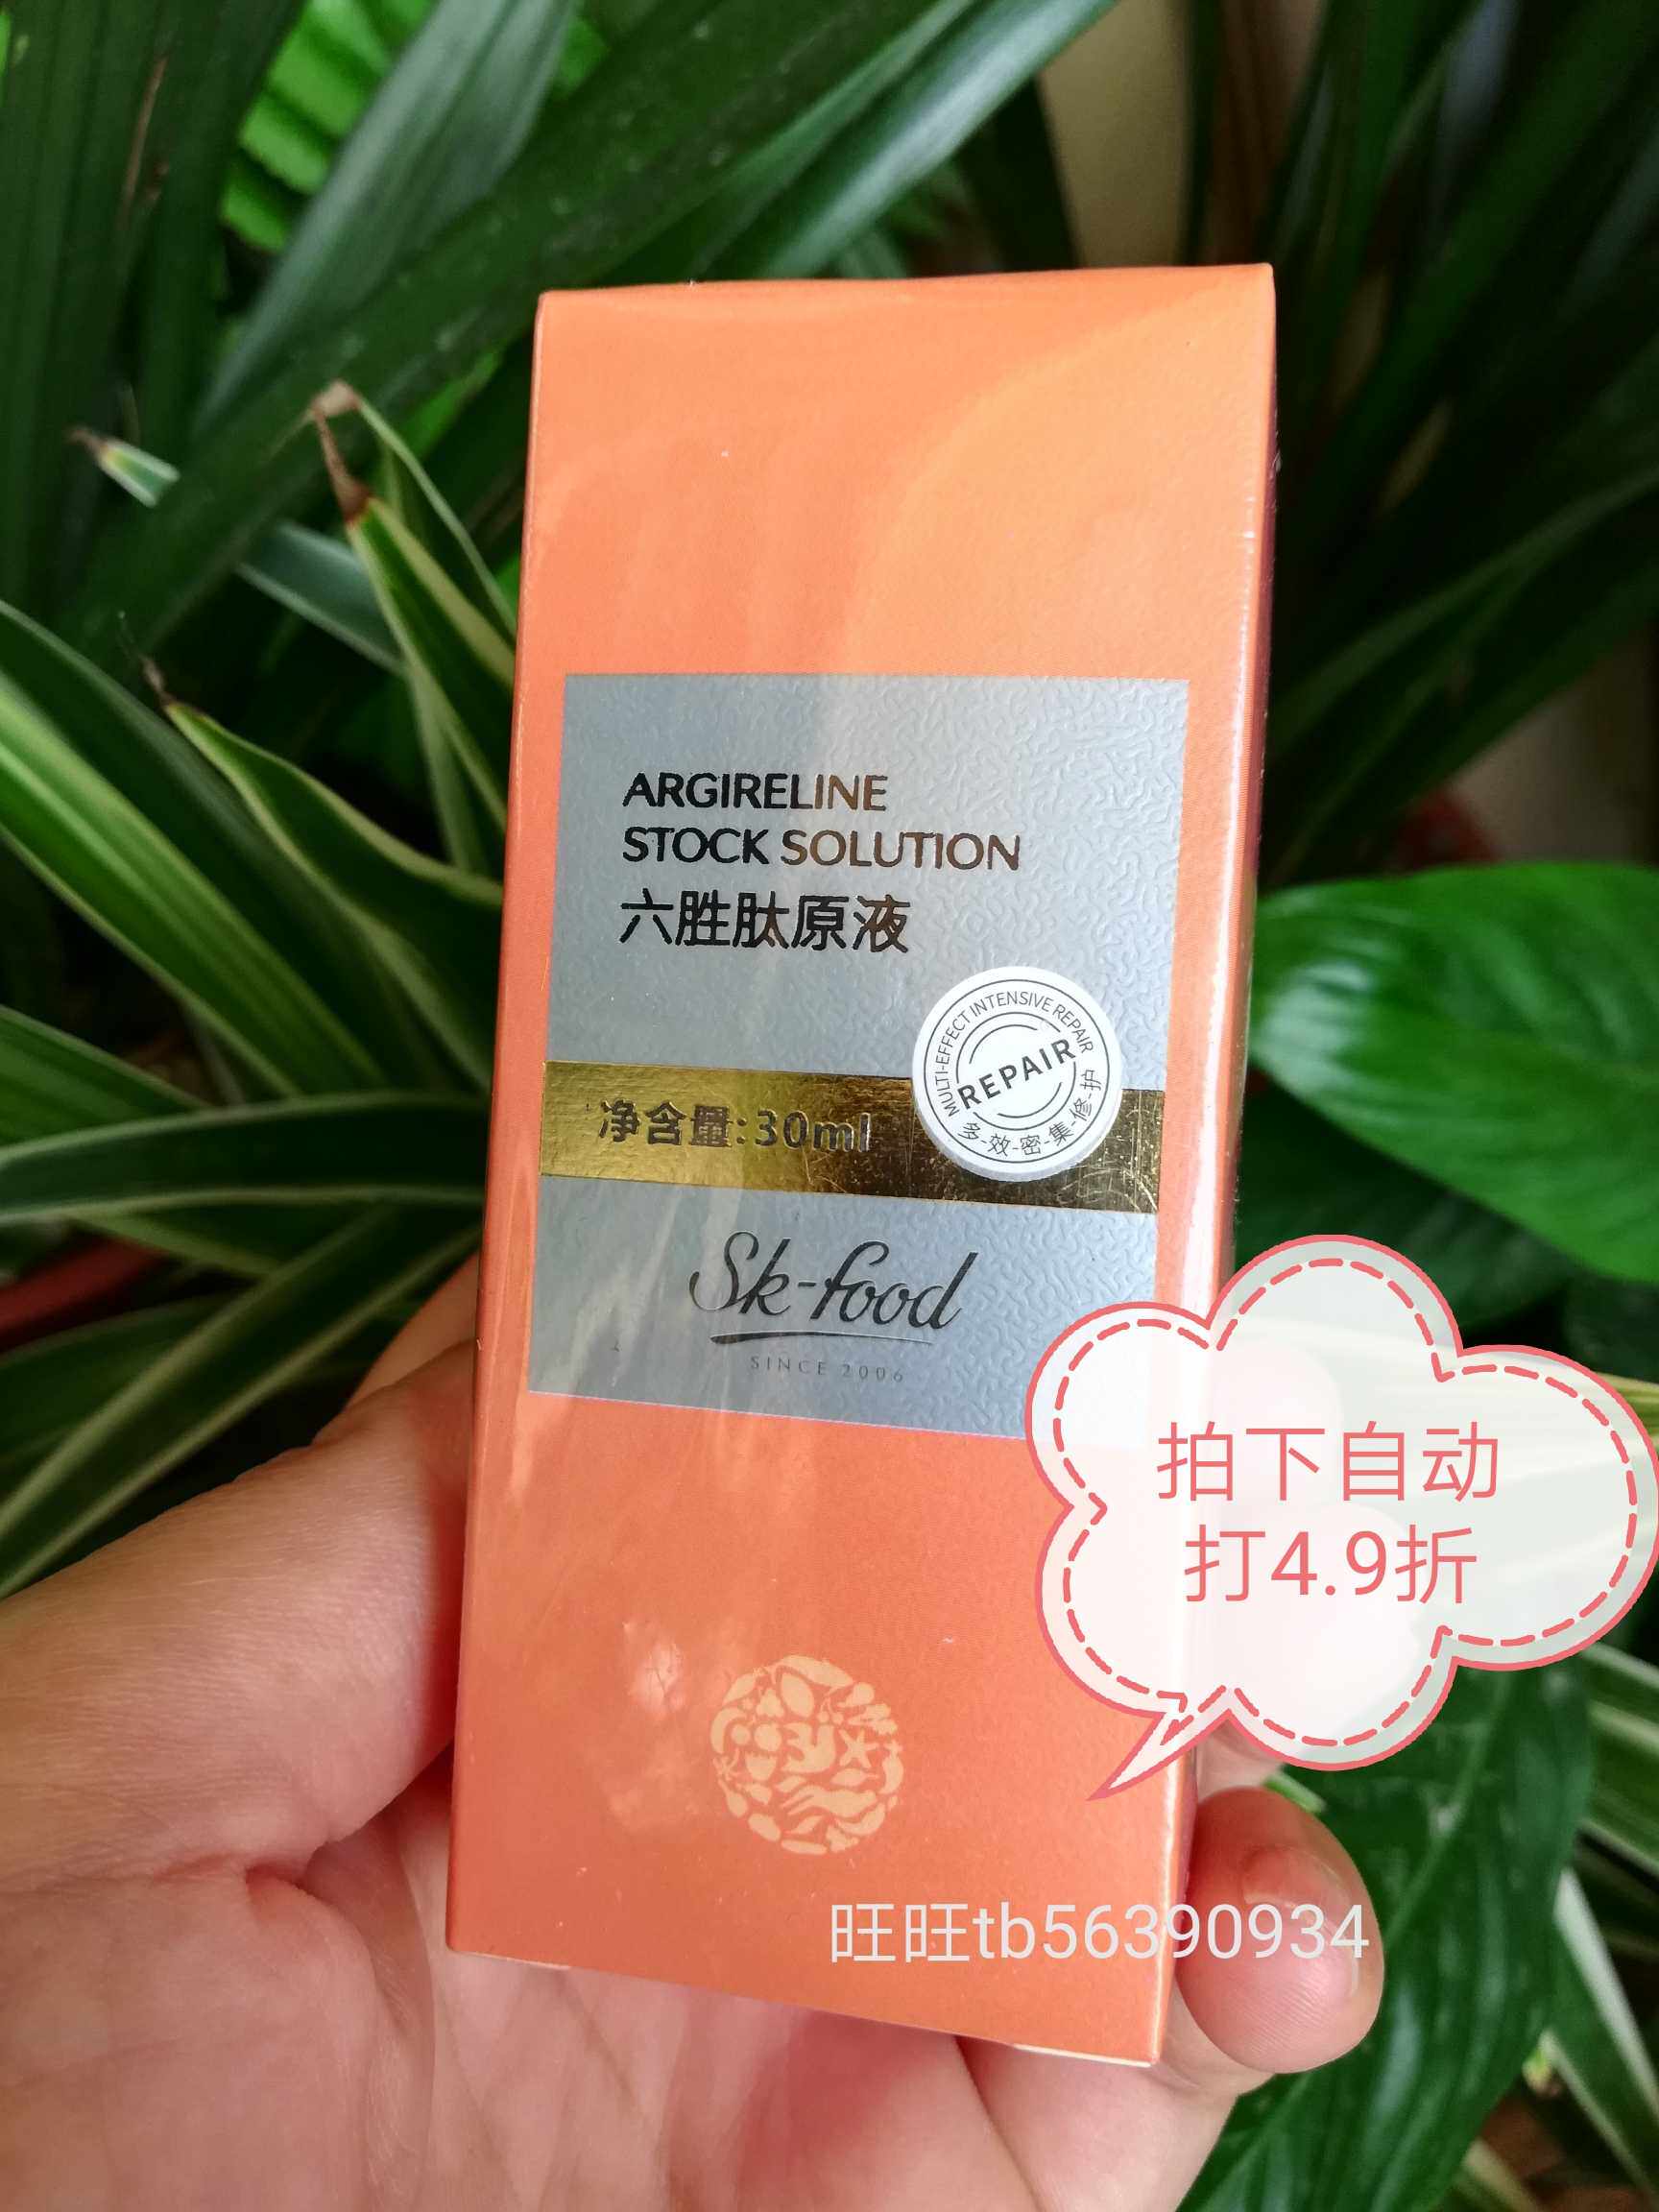 ARGIRELINE
STOCK SOLUTION
六胜肽原液
MULTI-EFFECT INTENSIVE REPAIR
REPAIR
多-效-密-集-修-护
净含量:30ml
Sk-food
SINCE 2006
拍下自动
打4.9折
旺旺tb56390934